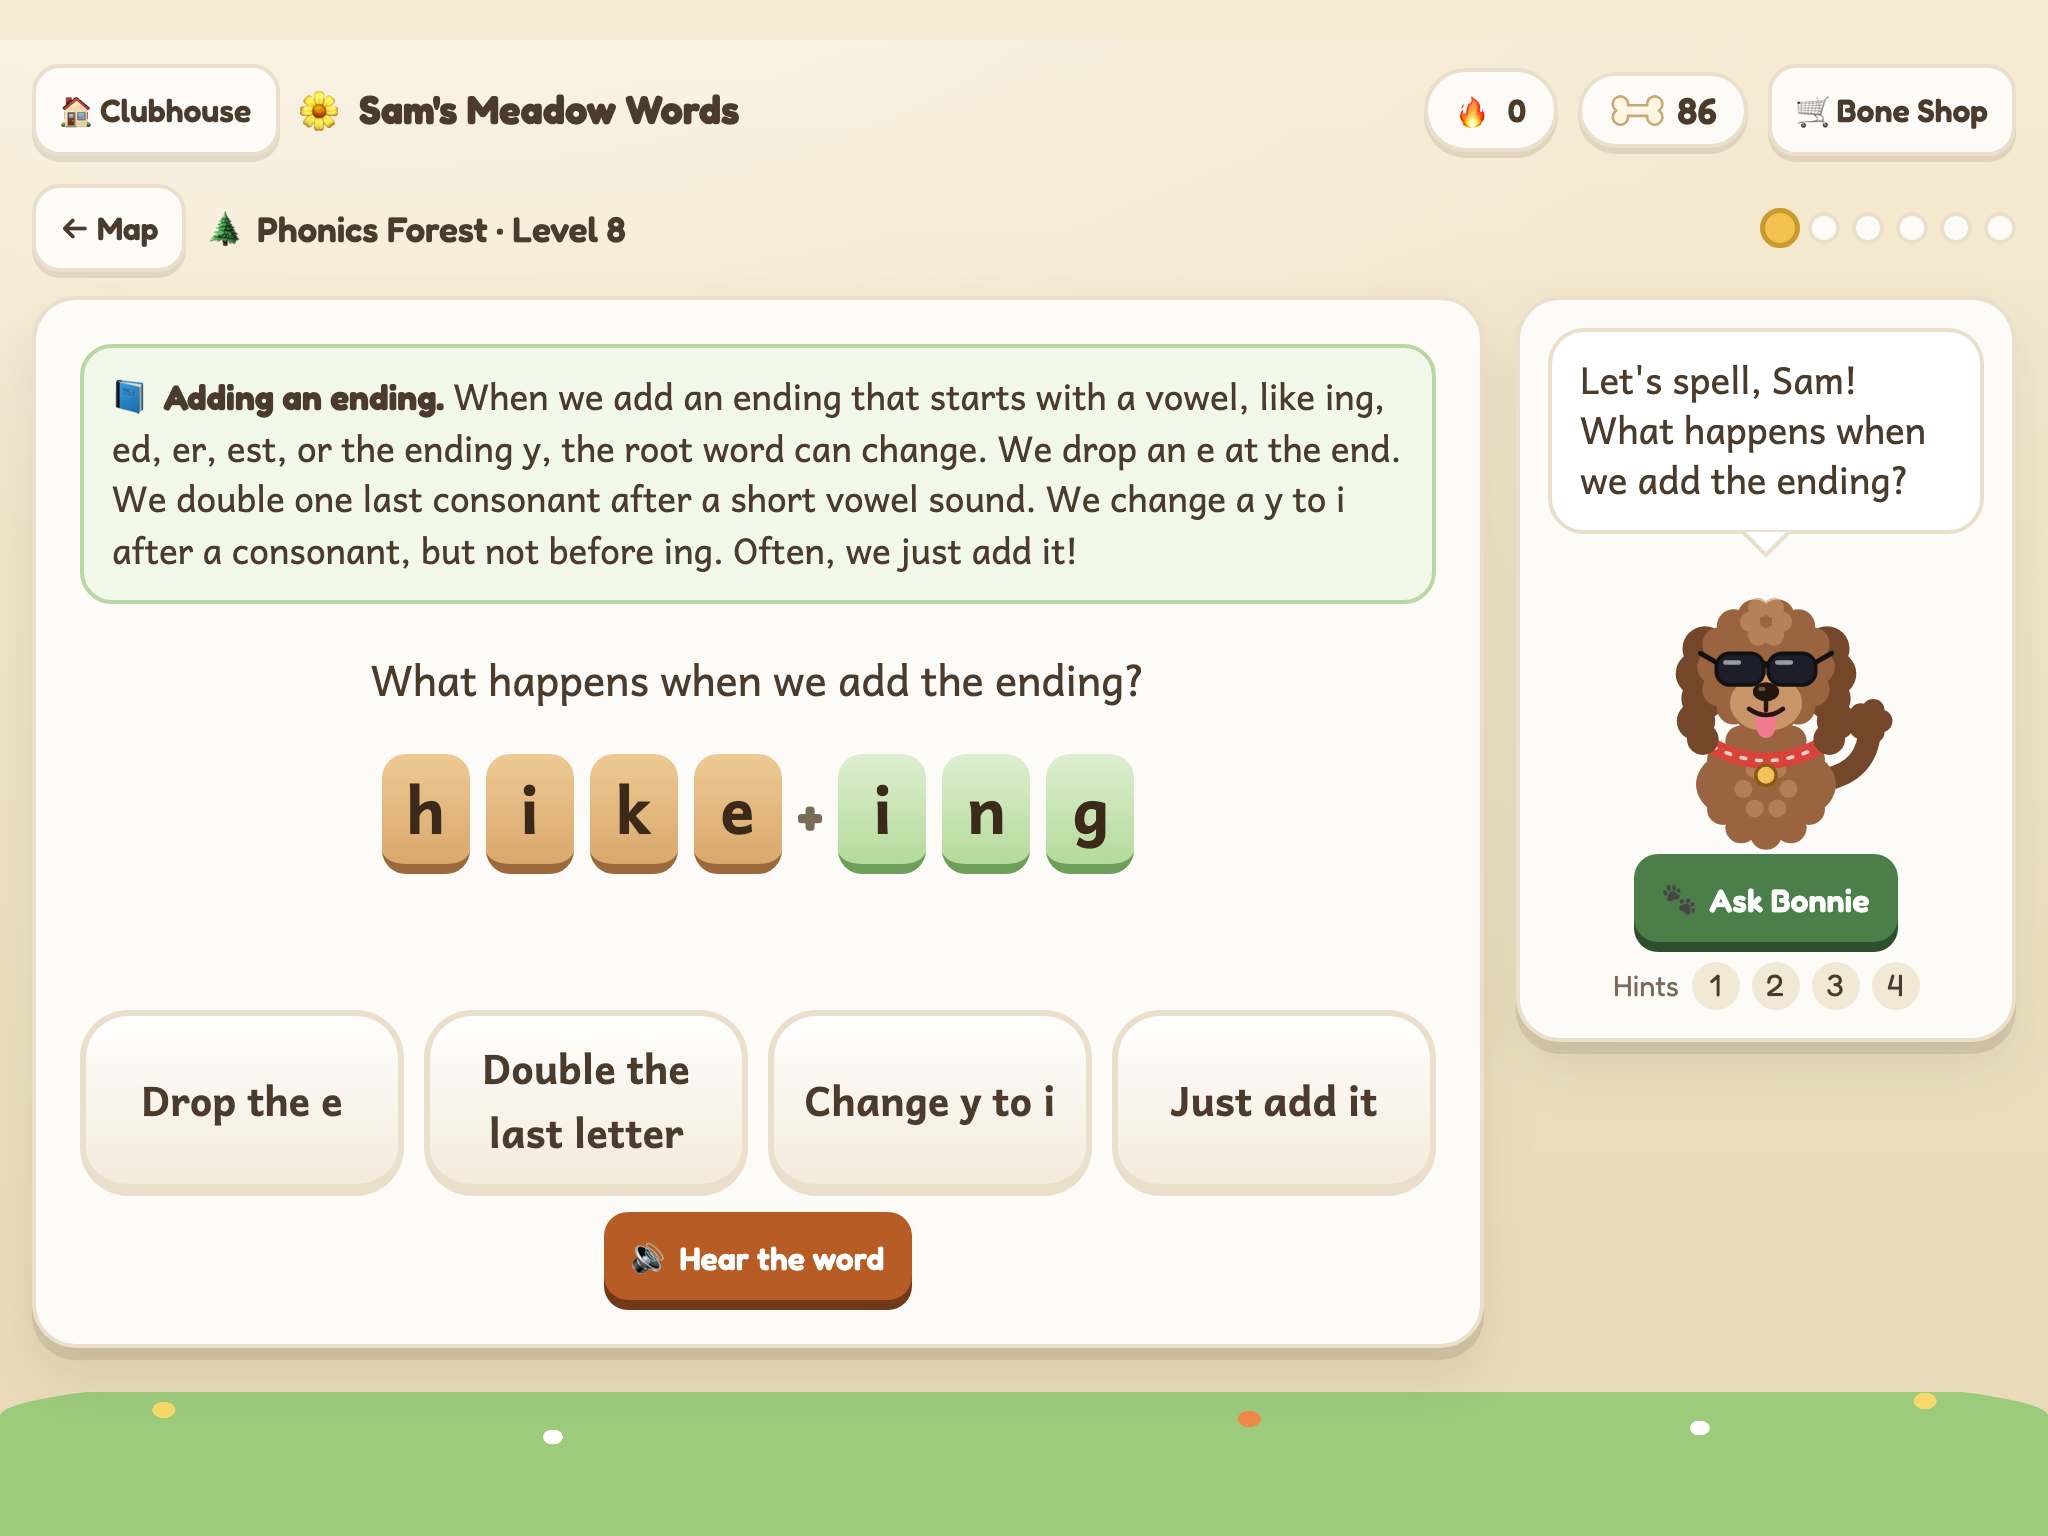 Clubhouse
Sam's Meadow Words
0
86
Bone Shop
← Map
Phonics Forest · Level 8
Adding an ending. When we add an ending that starts with a vowel, like ing,
ed, er, est, or the ending y, the root word can change. We drop an e at the end.
We double one last consonant after a short vowel sound. We change a y to i
after a consonant, but not before ing. Often, we just add it!
What happens when we add the ending?
h i k e + i n g
Drop the e
Double the
last letter
Change y to i
Just add it
Hear the word
Let's spell, Sam!
What happens when
we add the ending?
Ask Bonnie
Hints 1 2 3 4